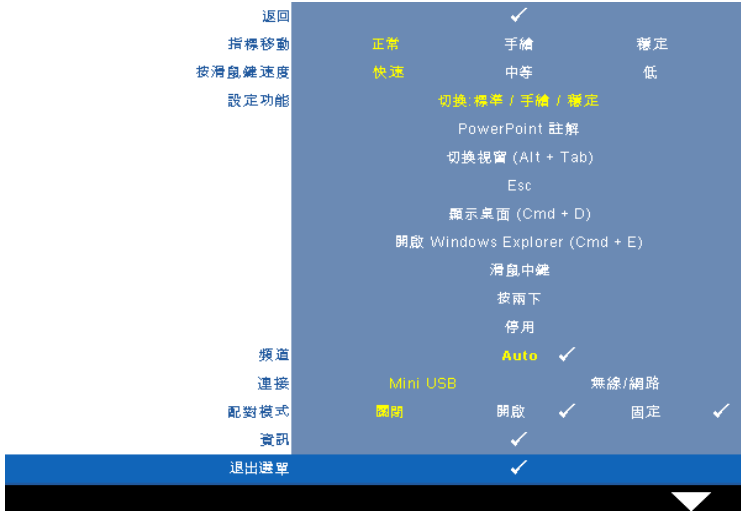 返回
指標移動 正常 手繪 穩定
按滑鼠鍵速度 快速 中等 低
設定功能 切換:標準 / 手繪 / 穩定
PowerPoint 註解
切換視窗 (Alt + Tab)
Esc
顯示桌面 (Cmd + D)
開啟 Windows Explorer (Cmd + E)
滑鼠中鍵
按兩下
停用
頻道 Auto
連接 Mini USB 無線/網路
配對模式 關閉 開啟 固定
資訊
退出選單